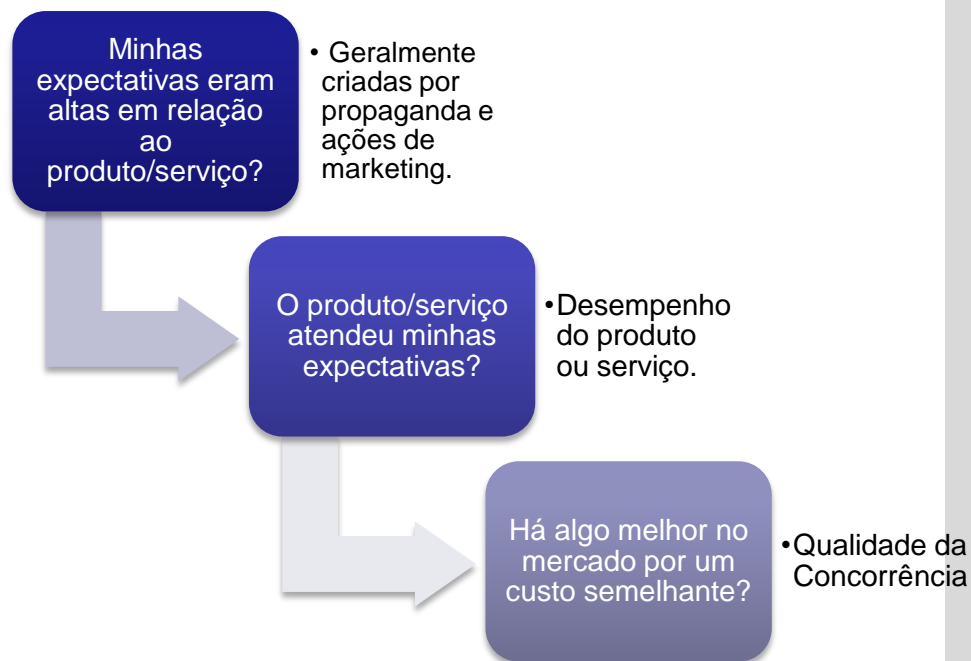 Minhas
expectativas eram
altas em relação
ao
produto/serviço?
• Geralmente
criadas por
propaganda e
ações de
marketing.
O produto/serviço
atendeu minhas
expectativas?
•Desempenho
do produto
ou serviço.
Há algo melhor no
mercado por um
custo semelhante?
•Qualidade da
Concorrência